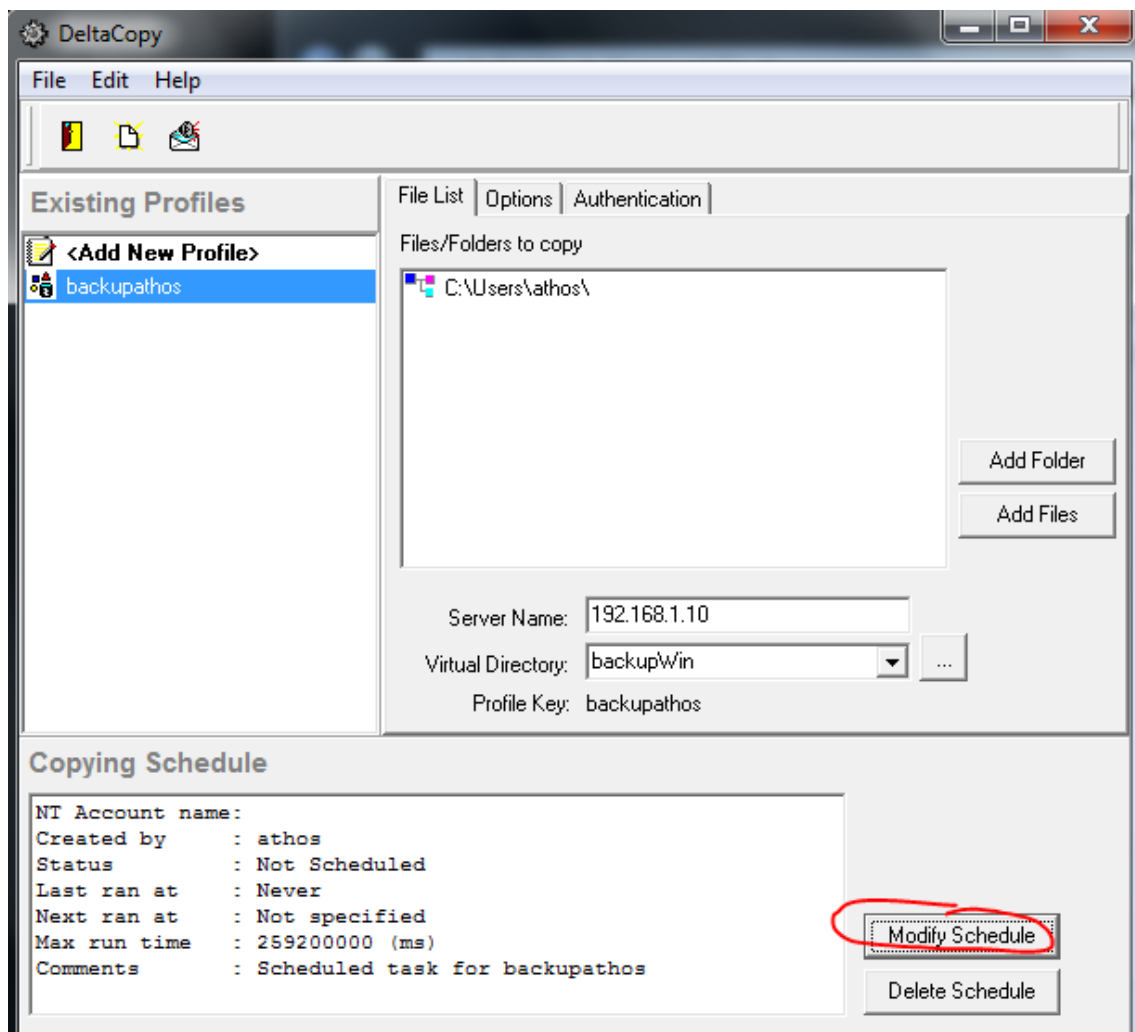 DeltaCopy
File Edit Help
Existing Profiles
<Add New Profile>
backupathos
File List Options Authentication
Files/Folders to copy
C:\Users\athos\
Add Folder
Add Files
Server Name: 192.168.1.10
Virtual Directory: backupWin ...
Profile Key: backupathos
Copying Schedule
NT Account name:
Created by : athos
Status : Not Scheduled
Last ran at : Never
Next ran at : Not specified
Max run time : 259200000 (ms)
Comments : Scheduled task for backupathos
Modify Schedule
Delete Schedule